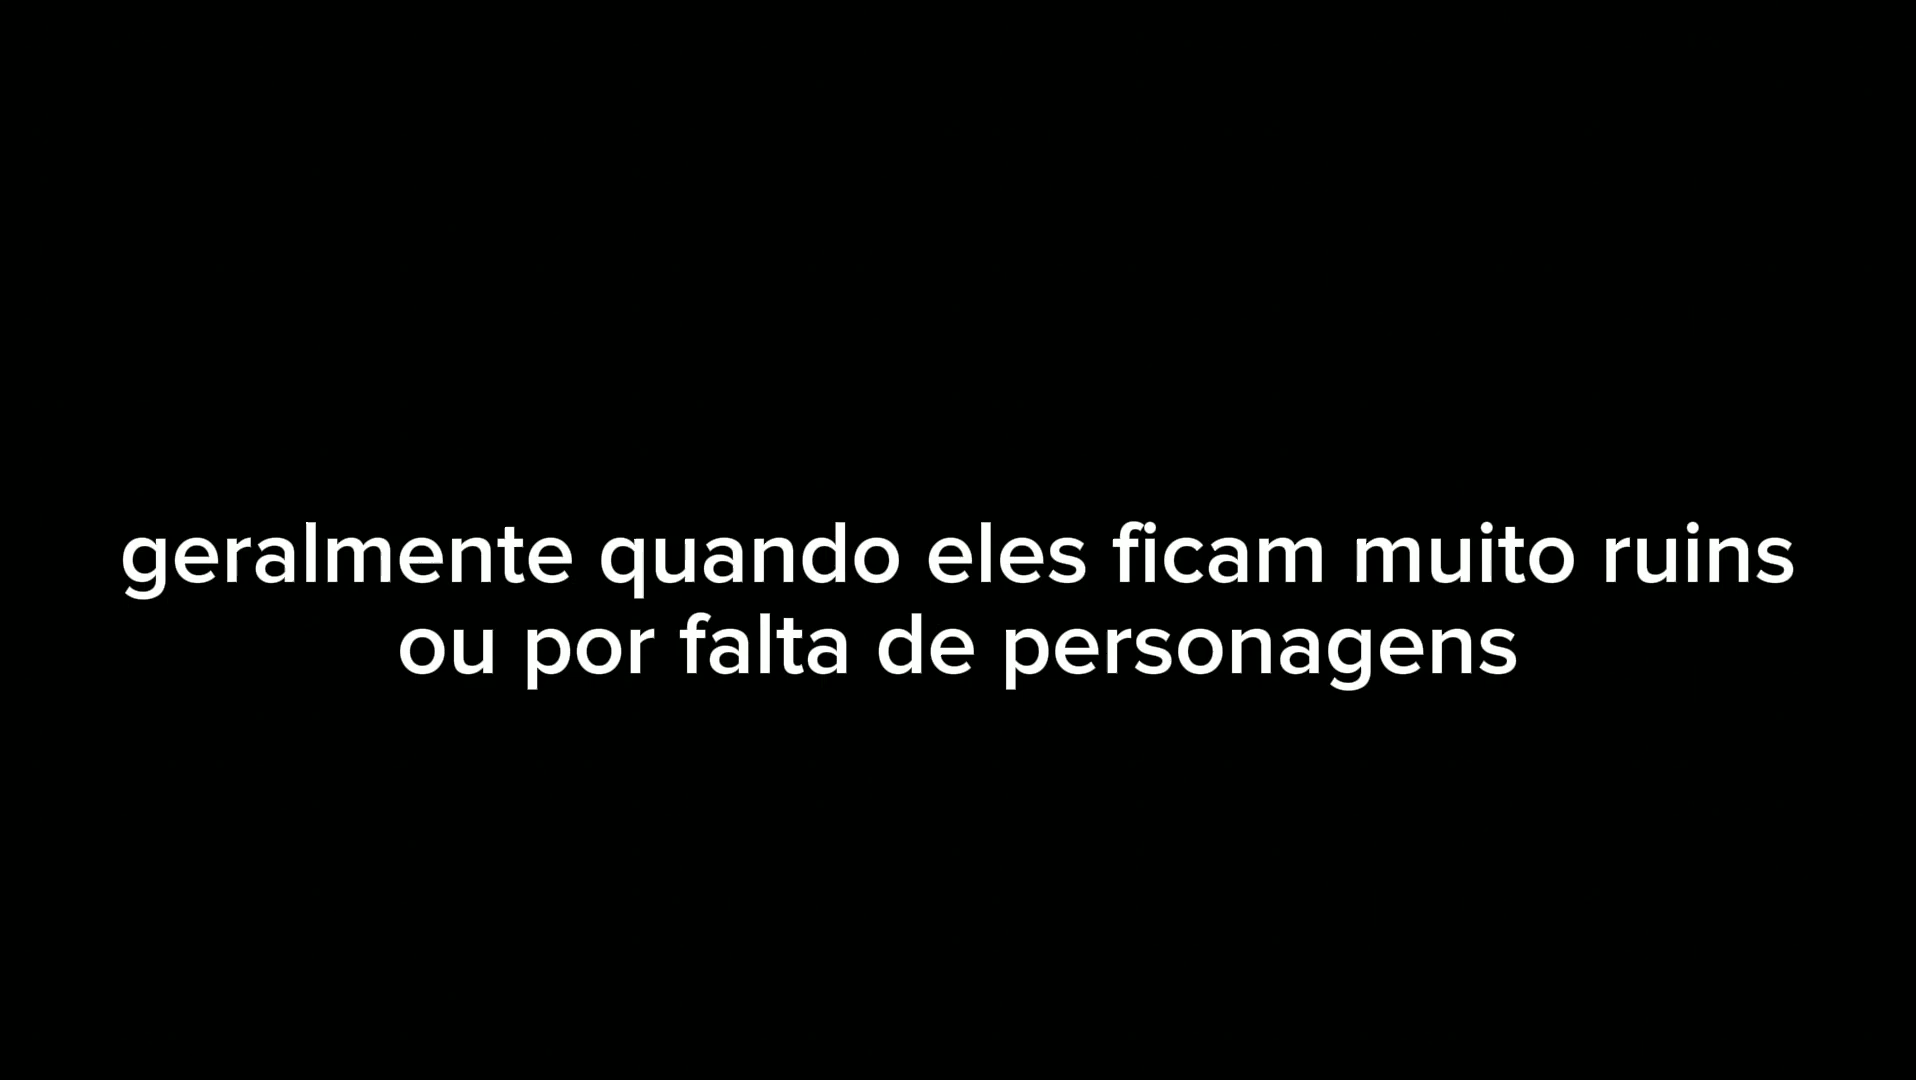 geralmente quando eles ficam muito ruins
ou por falta de personagens